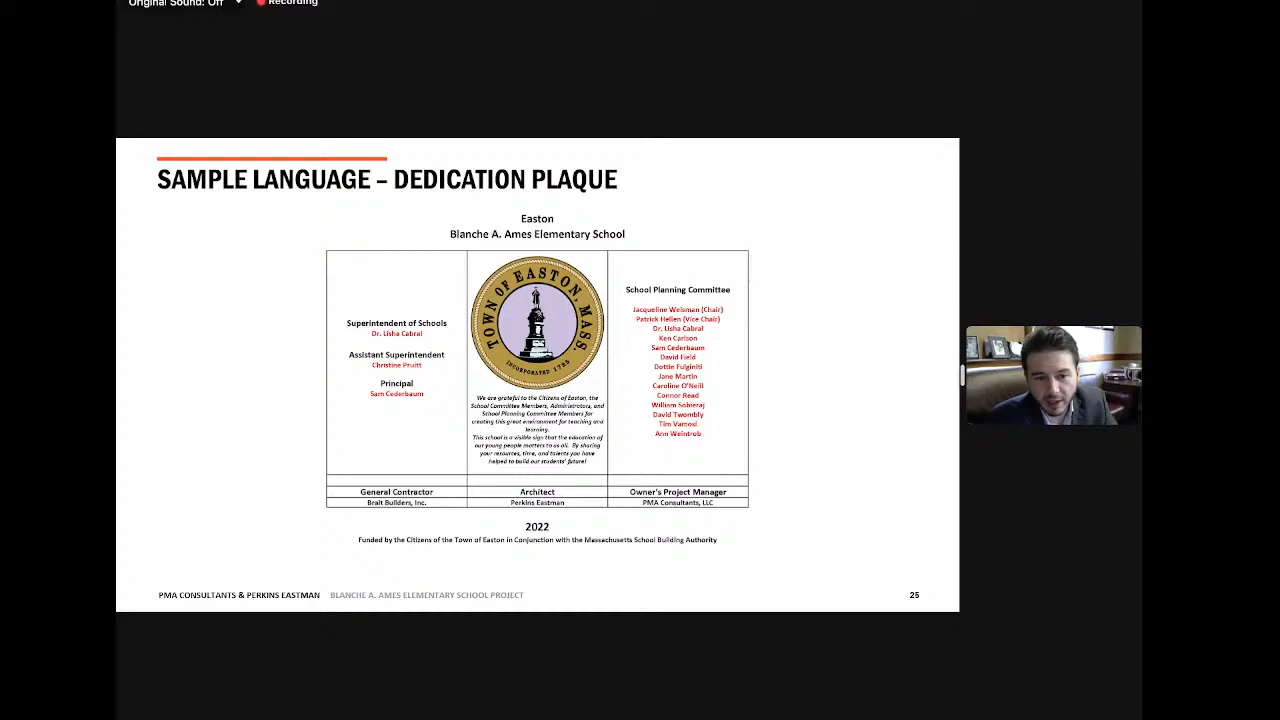 Original Sound: Off
Recording
SAMPLE LANGUAGE – DEDICATION PLAQUE
Easton
Blanche A. Ames Elementary School
Superintendent of Schools
Dr. Lisha Cabral
Assistant Superintendent
Christine Pruitt
Principal
Sam Cederbaum
TOWN OF EASTON, MASS.
INCORPORATED 1725
We are grateful to the Citizens of Easton, the
School Committee Members, Administrators, and
School Planning Committee Members for
creating this great environment for teaching and
learning.
This school is a visible sign that the education of
our young people matters to us all. By sharing
your resources, time, and talents you have
helped to build our students' future!
School Planning Committee
Jacqueline Weisman (Chair)
Patrick Hellen (Vice Chair)
Dr. Lisha Cabral
Ken Carlson
Sam Cederbaum
David Field
Dottie Fulginiti
Jane Martin
Caroline O'Neill
Connor Read
William Sobieraj
David Twombly
Tim Vamosi
Ann Weintrob
General Contractor
Brait Builders, Inc.
Architect
Perkins Eastman
Owner's Project Manager
PMA Consultants, LLC
2022
Funded by the Citizens of the Town of Easton in Conjunction with the Massachusetts School Building Authority
PMA CONSULTANTS & PERKINS EASTMAN BLANCHE A. AMES ELEMENTARY SCHOOL PROJECT
25